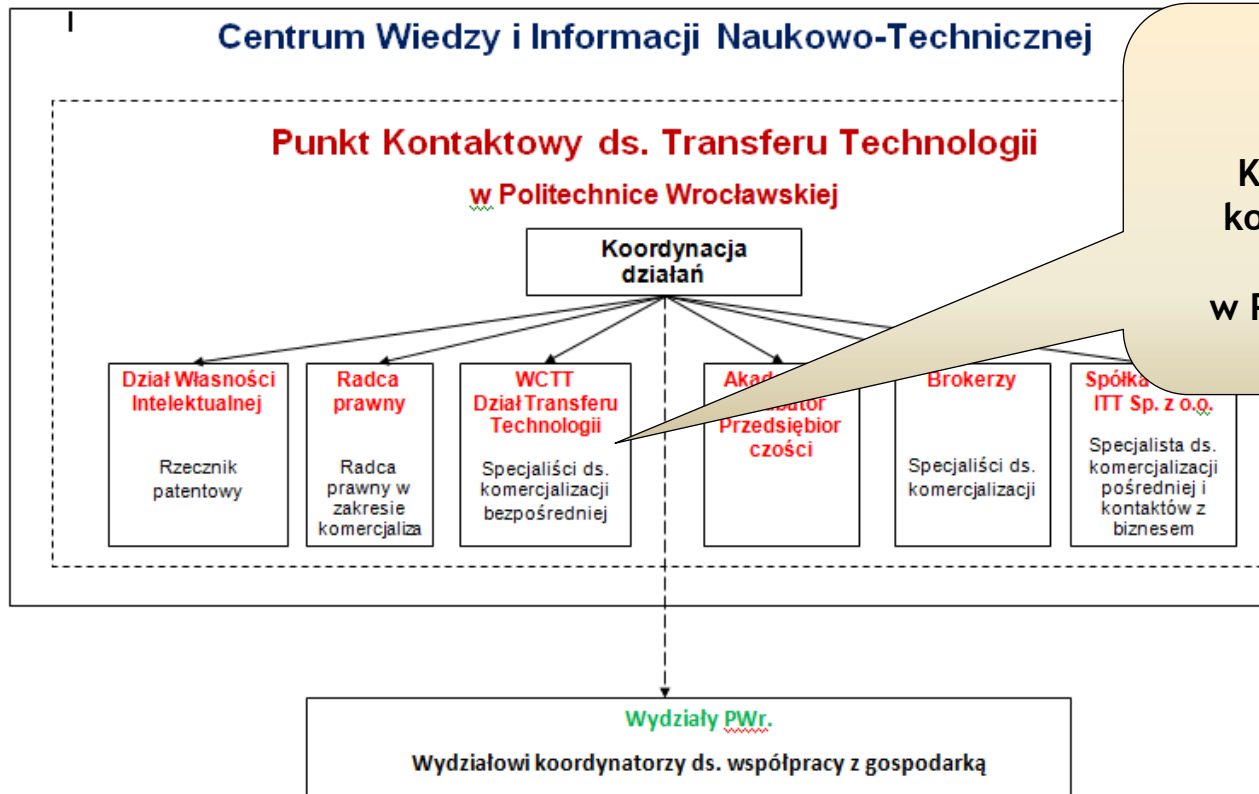 Centrum Wiedzy i Informacji Naukowo-Technicznej
Punkt Kontaktowy ds. Transferu Technologii
w Politechnice Wrocławskiej
K
ko
w P
Koordynacja
działań
Dział Własności
Intelektualnej
Rzecznik
patentowy
Radca
prawny
Radca
prawny w
zakresie
komercjaliza
WCTT
Dział Transferu
Technologii
Specjaliści ds.
komercjalizacji
bezpośredniej
Przedsiębior
czości
Brokerzy
Specjaliści ds.
komercjalizacji
Spółka
ITT Sp. z o.o.
Specjalista ds.
komercjalizacji
pośredniej i
kontaktów z
biznesem
Wydziały PWr.
Wydziałowi koordynatorzy ds. współpracy z gospodarką